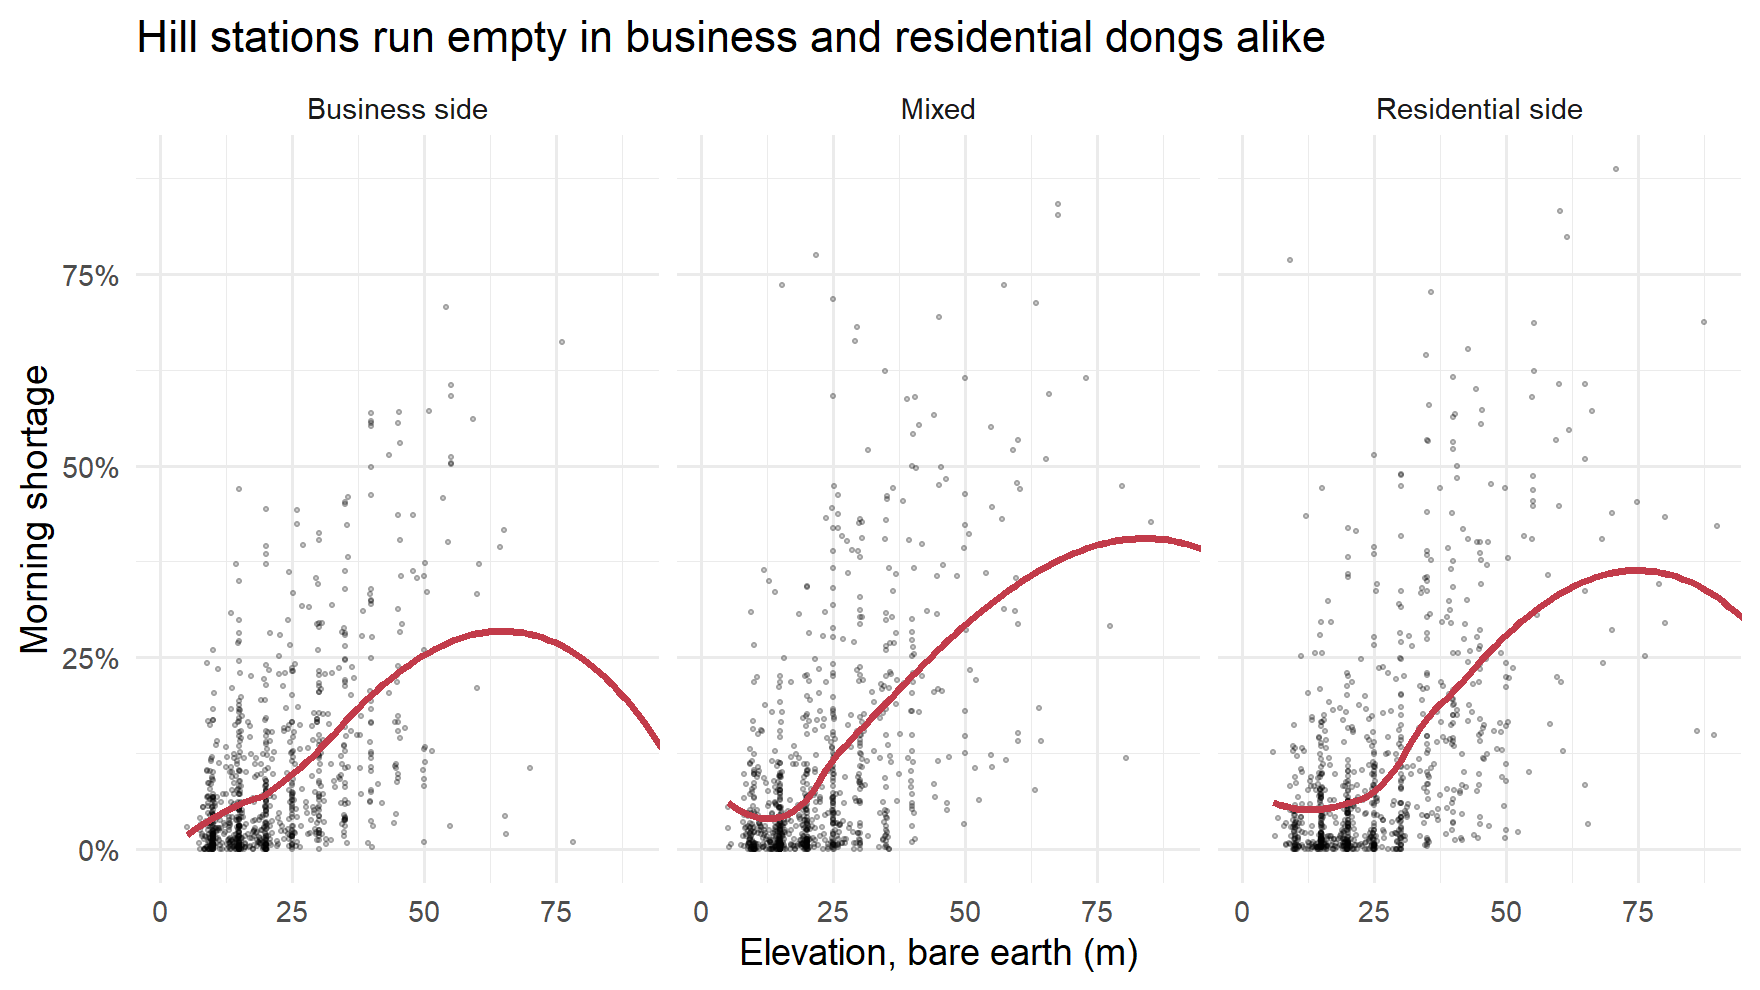 Hill stations run empty in business and residential dongs alike
Business side
Mixed
Residential side
Morning shortage
75%
50%
25%
0%
0 25 50 75
0 25 50 75
0 25 50 75
Elevation, bare earth (m)